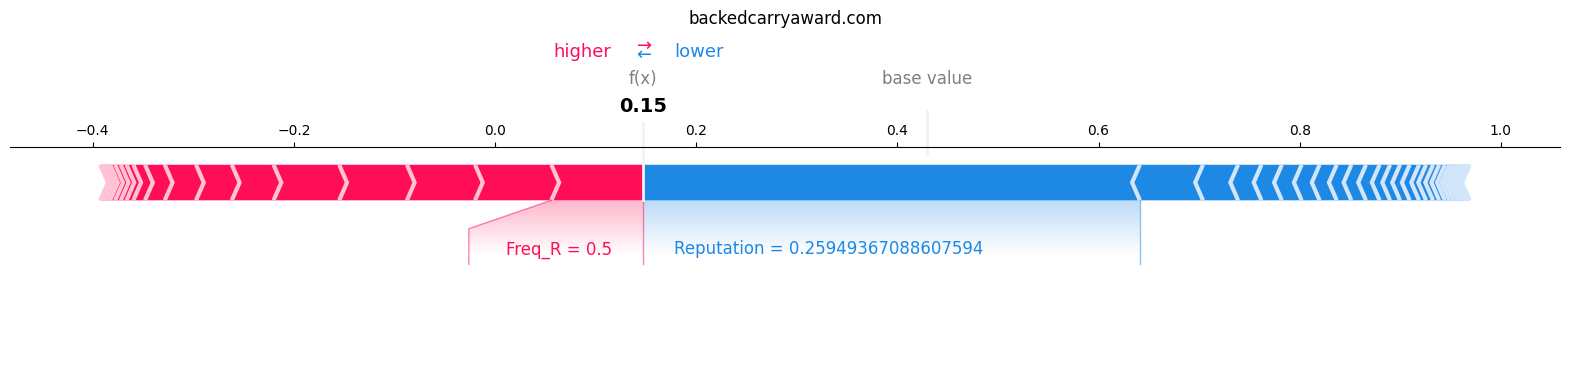 backedcarryaward.com
higher ⇄ lower
f(x) base value
0.15
−0.4 −0.2 0.0 0.2 0.4 0.6 0.8 1.0
Freq_R = 0.5 Reputation = 0.25949367088607594